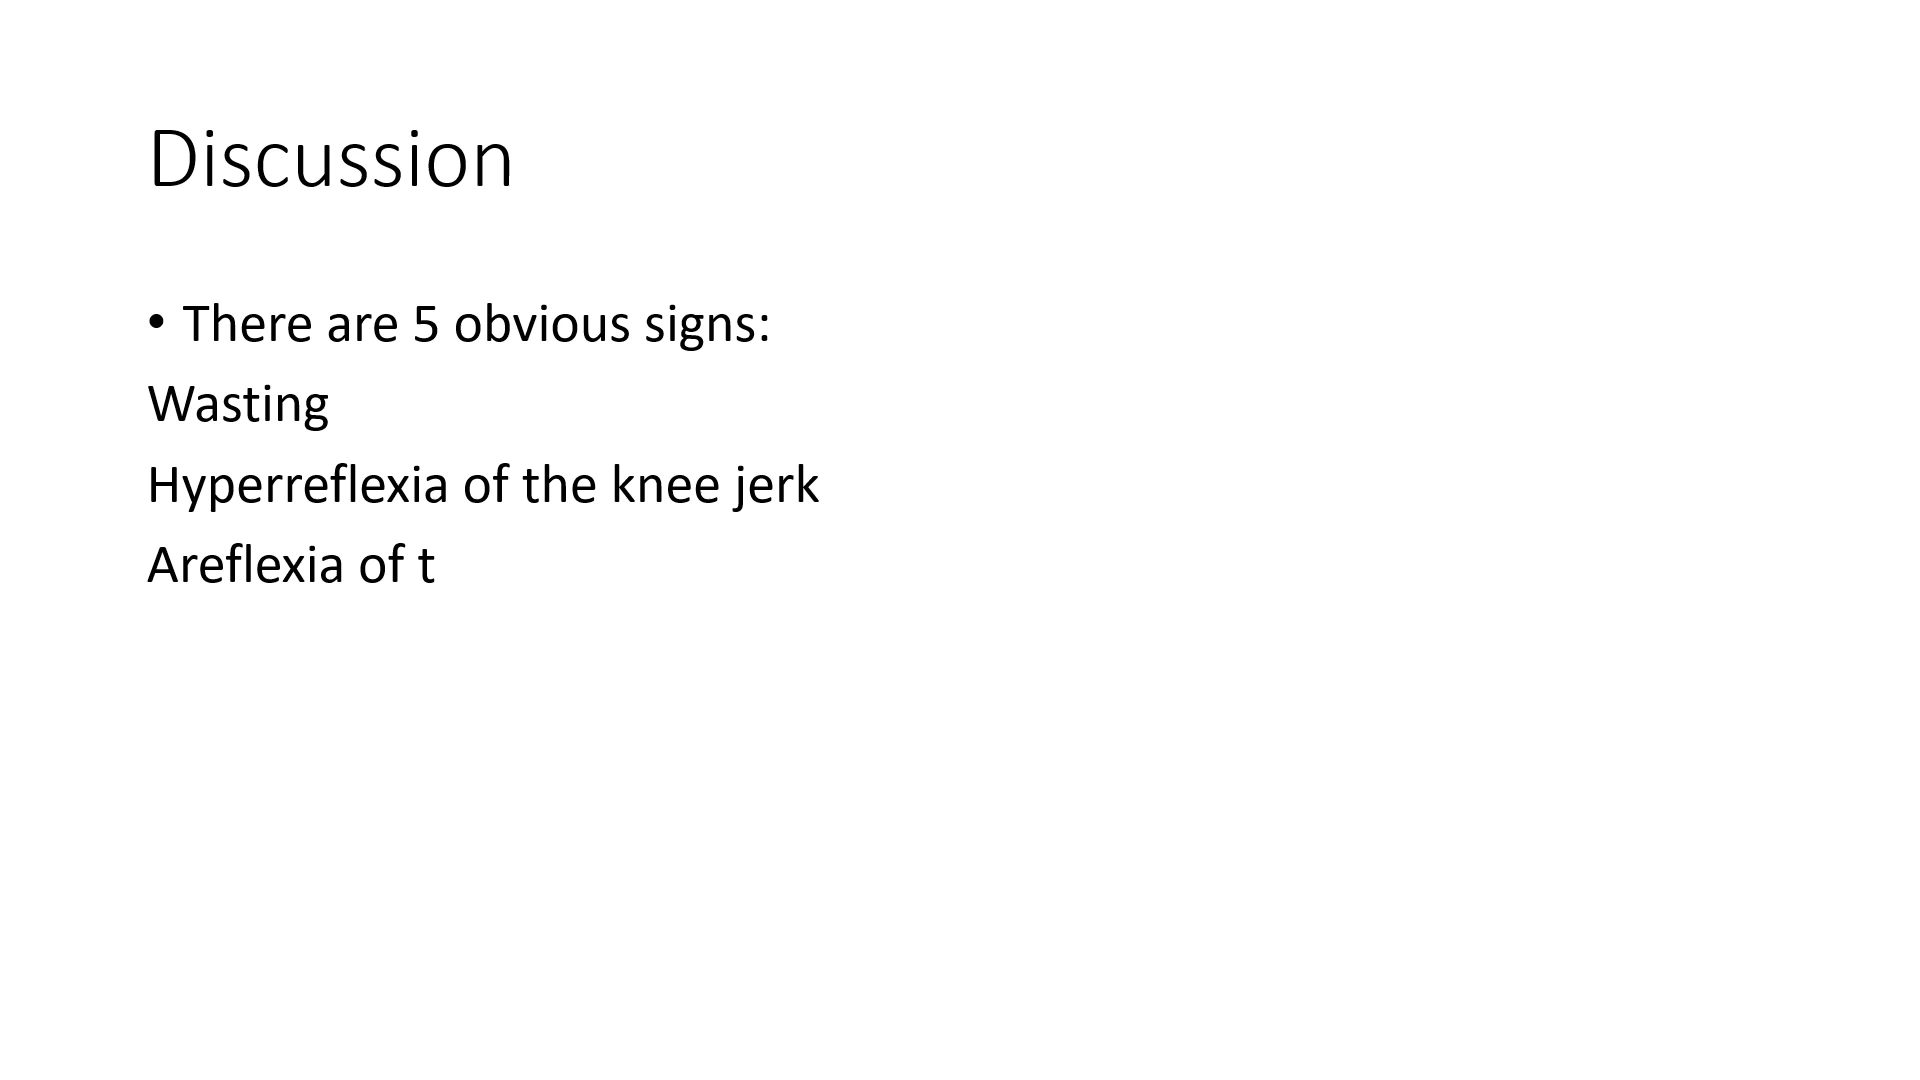 Discussion
• There are 5 obvious signs:
Wasting
Hyperreflexia of the knee jerk
Areflexia of t